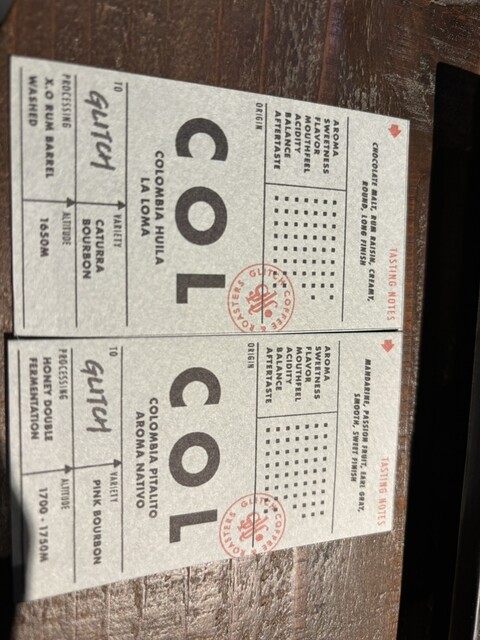 TASTING NOTES
CHOCOLATE MALT, RUM RAISIN, CREAMY,
ROUND, LONG FINISH
AROMA
SWEETNESS
FLAVOR
MOUTHFEEL
ACIDITY
BALANCE
AFTERTASTE
GLITCH COFFEE & ROASTERS
ORIGIN
COL
COLOMBIA HUILA
LA LOMA
TO
GLITCH
VARIETY
CATURRA
BOURBON
PROCESSING
X.O RUM BARREL
WASHED
ALTITUDE
1650M
TASTING NOTES
MANDARINE, PASSION FRUIT, EARL GRAY,
SMOOTH, SWEET FINISH
AROMA
SWEETNESS
FLAVOR
MOUTHFEEL
ACIDITY
BALANCE
AFTERTASTE
GLITCH COFFEE & ROASTERS
ORIGIN
COL
COLOMBIA PITALITO
AROMA NATIVO
TO
GLITCH
VARIETY
PINK BOURBON
PROCESSING
HONEY DOUBLE
FERMENTATION
ALTITUDE
1700 - 1750M